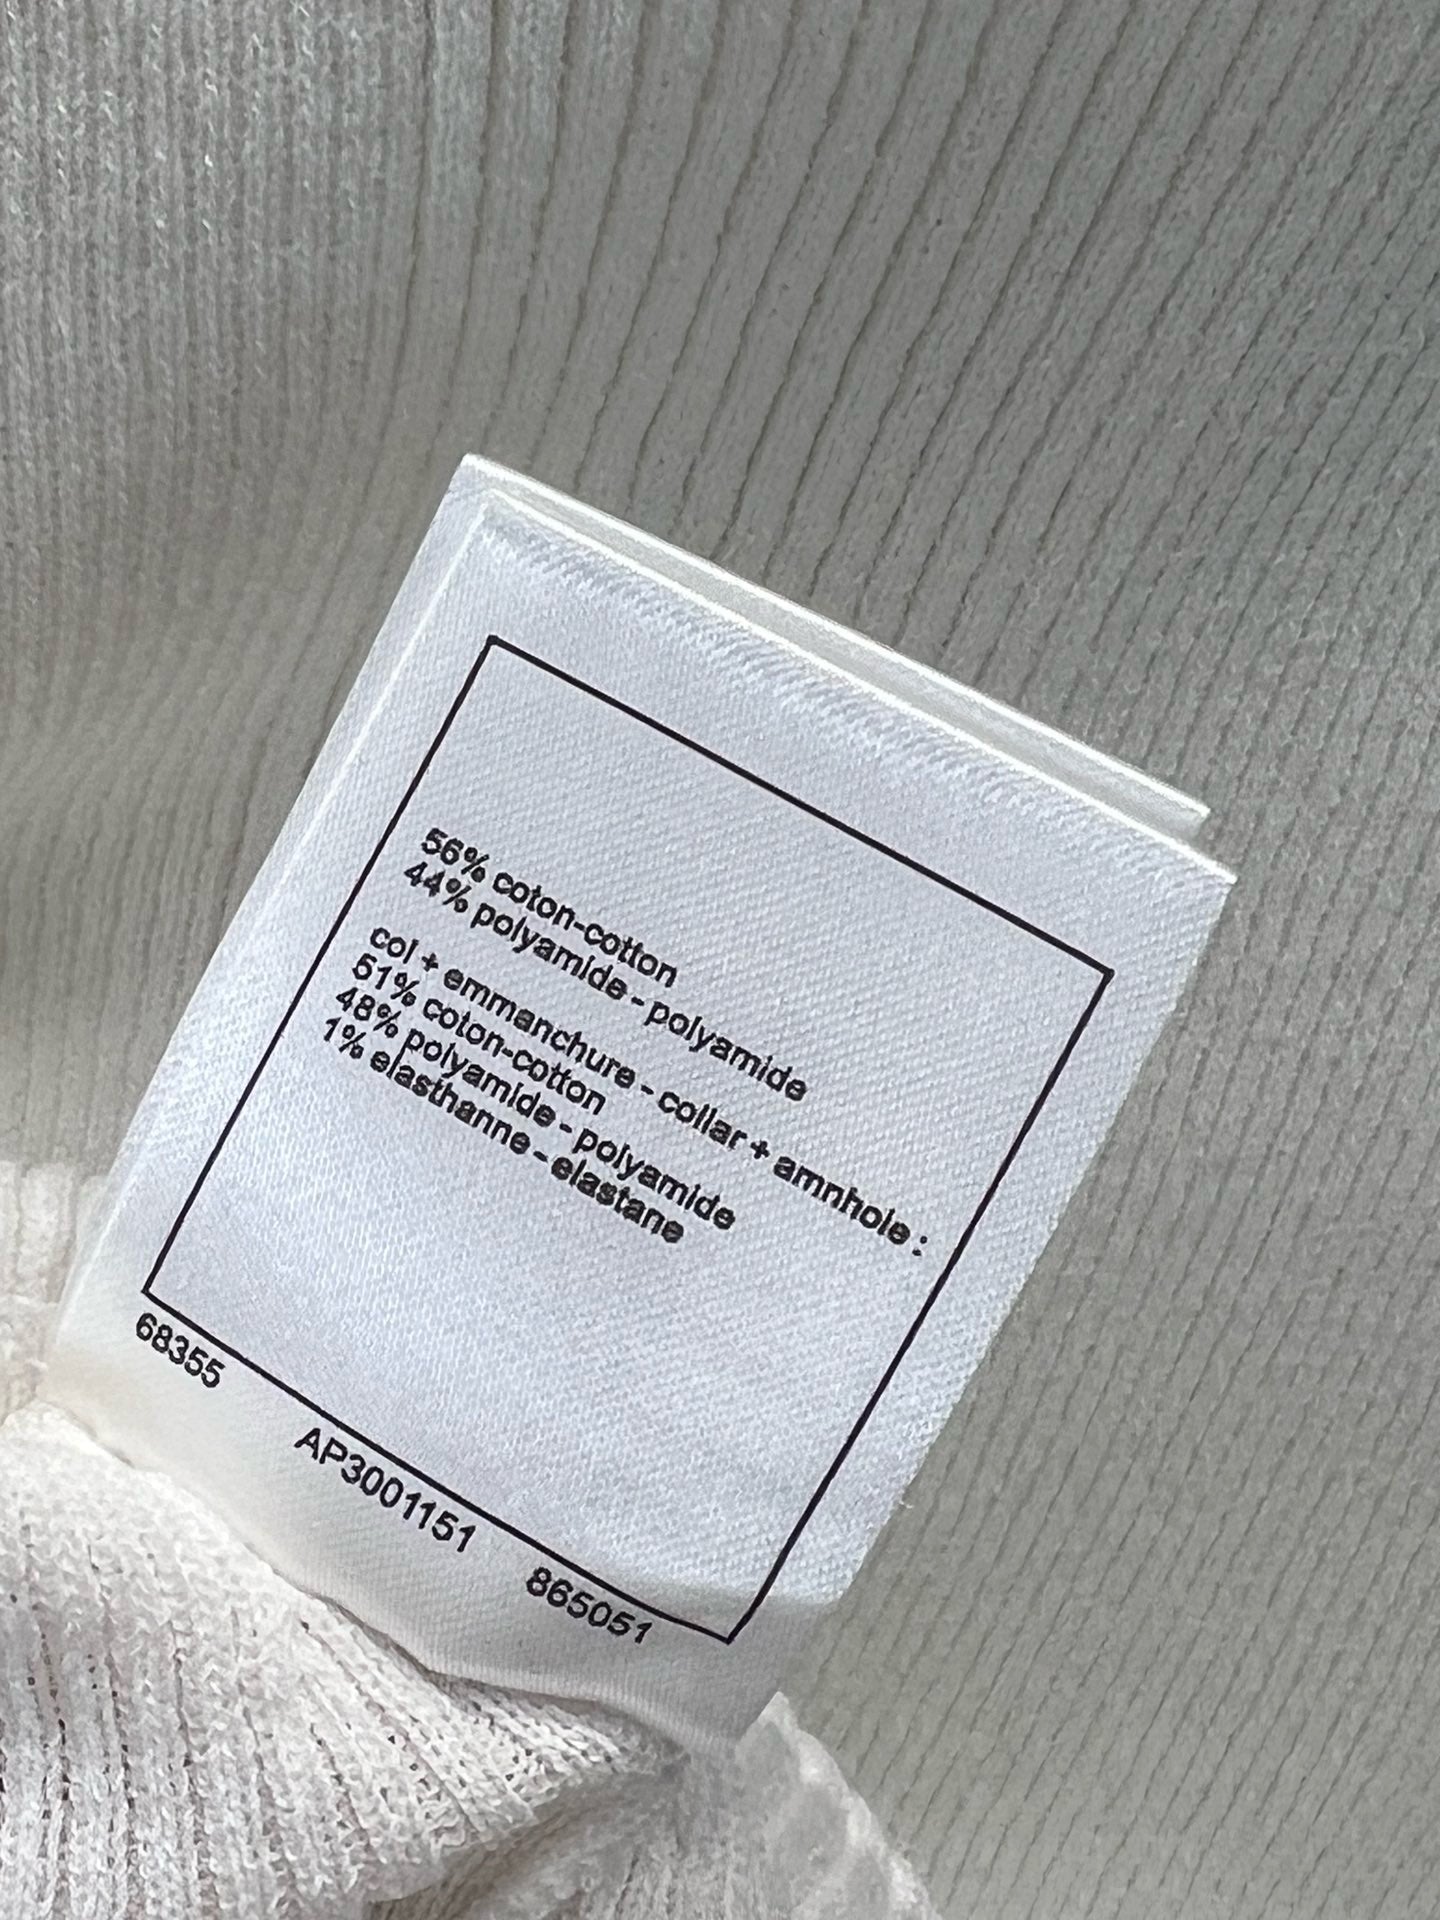 56% coton-cotton
44% polyamide - polyamide
col + emmanchure - collar + amnhole :
51% coton-cotton
48% polyamide - polyamide
1% elasthanne - elastane
68355 AP3001151 865051